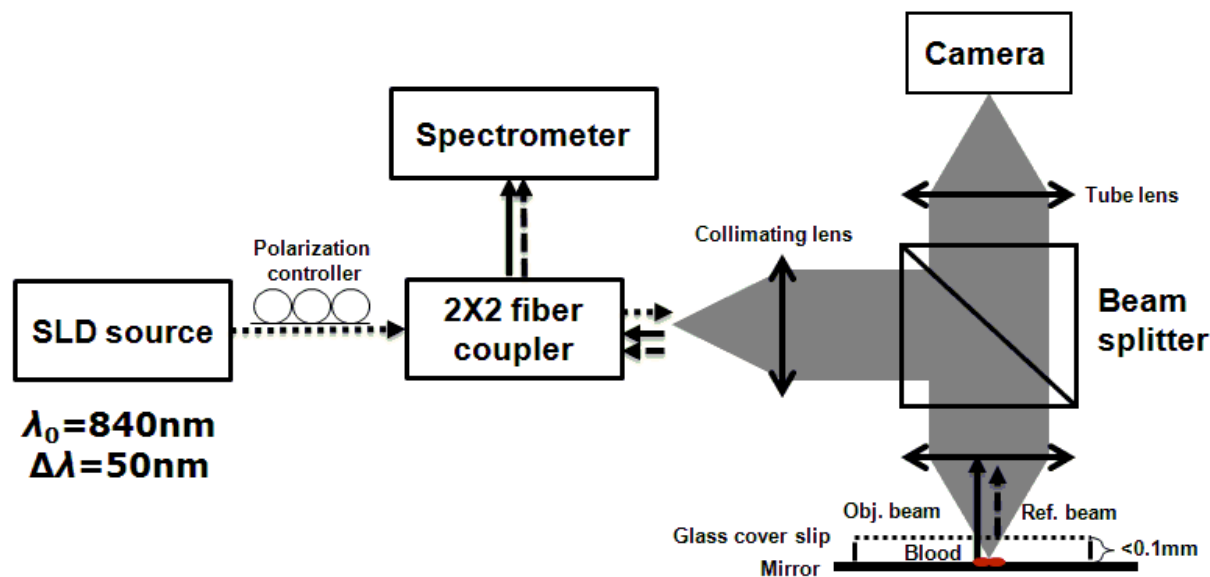 Camera
Spectrometer
Tube lens
Collimating lens
Polarization
controller
SLD source
2X2 fiber
coupler
Beam
splitter
λ₀=840nm
Δλ=50nm
Obj. beam
Ref. beam
Glass cover slip
Blood
<0.1mm
Mirror